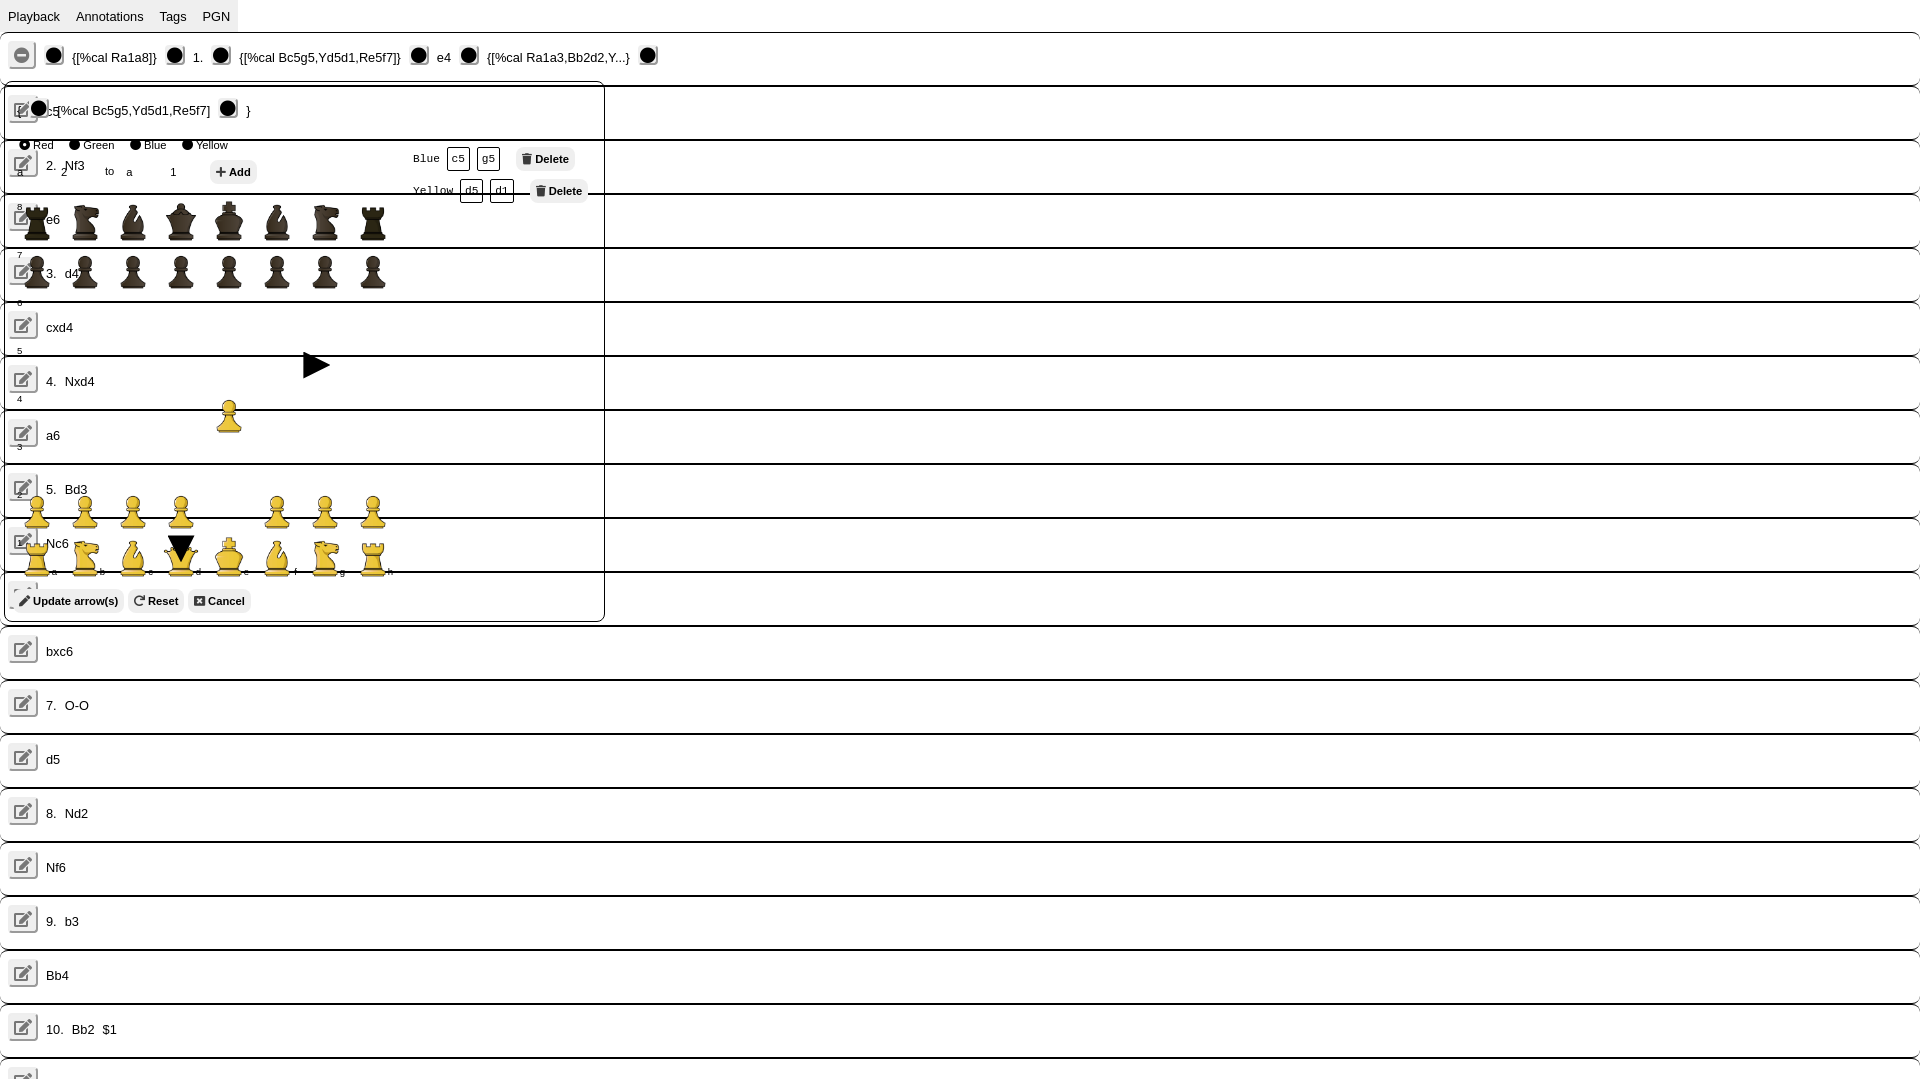 Playback Annotations Tags PGN
{[%cal Ra1a8]} 1. {[%cal Bc5g5,Yd5d1,Re5f7]} e4 {[%cal Ra1a3,Bb2d2,Y...}
c5
{ [%cal Bc5g5,Yd5d1,Re5f7] }
Red Green Blue Yellow
Blue c5 g5 Delete
2. Nf3
a 2 to a 1 Add
Yellow d5 d1 Delete
8
e6
7
3. d4
6
cxd4
5
4. Nxd4
4
a6
3
5. Bd3
2
Nc6
1
a b c d e f g h
Update arrow(s) Reset Cancel
bxc6
7. O-O
d5
8. Nd2
Nf6
9. b3
Bb4
10. Bb2 $1